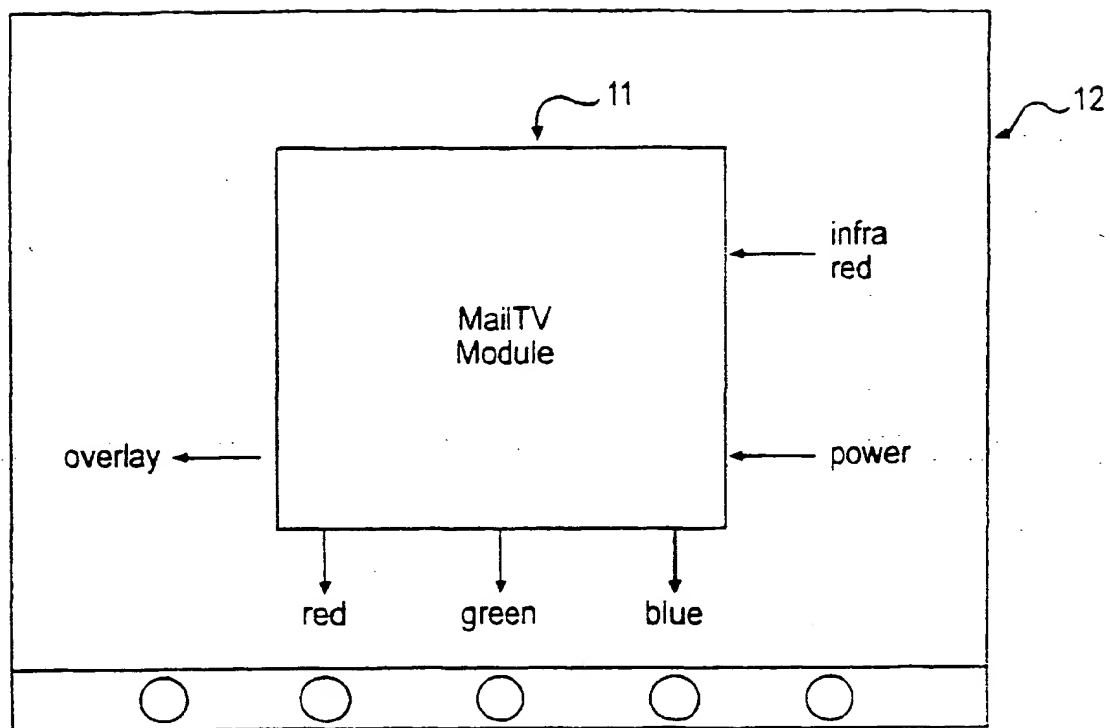 11
12
infra
red
MailTV
Module
overlay
power
red
green
blue